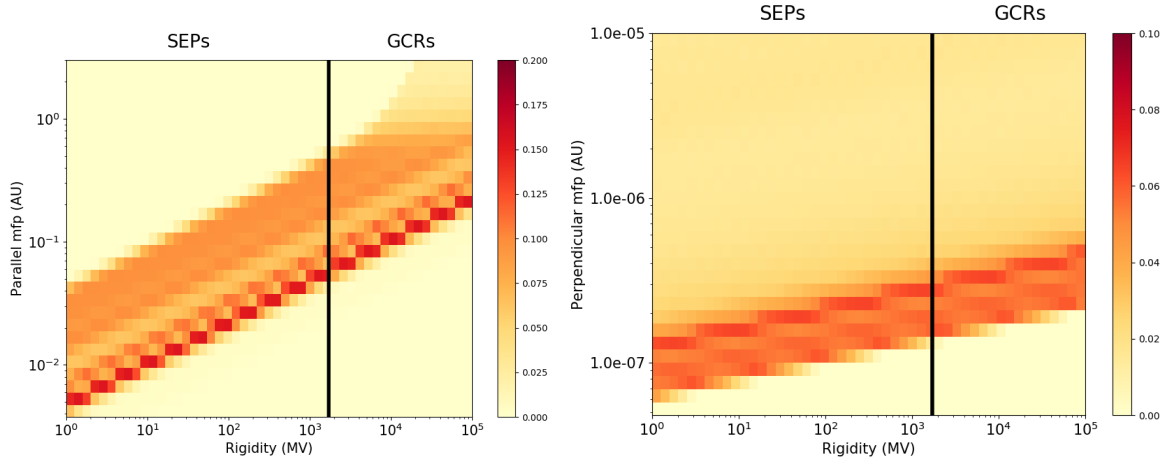 SEPs
GCRs
Parallel mfp (AU)
10⁰
10⁻¹
10⁻²
10⁰
10¹
10²
10³
10⁴
10⁵
Rigidity (MV)
0.200
0.175
0.150
0.125
0.100
0.075
0.050
0.025
0.000
SEPs
GCRs
Perpendicular mfp (AU)
1.0e-05
1.0e-06
1.0e-07
10⁰
10¹
10²
10³
10⁴
10⁵
Rigidity (MV)
0.10
0.08
0.06
0.04
0.02
0.00